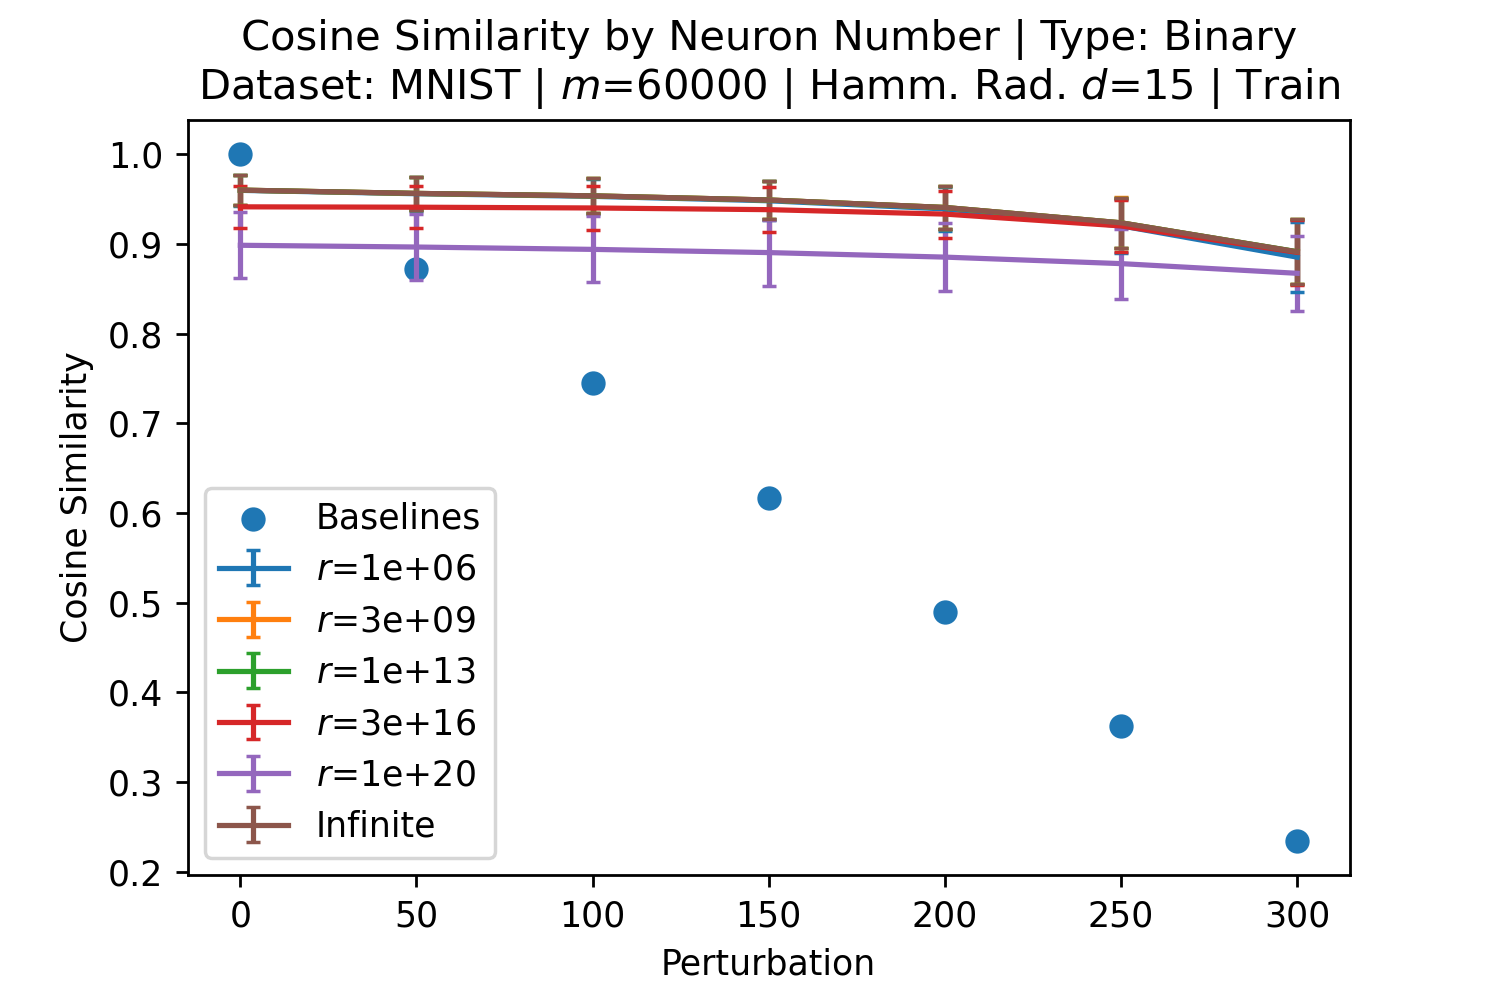 Cosine Similarity by Neuron Number | Type: Binary
Dataset: MNIST | m=60000 | Hamm. Rad. d=15 | Train
1.0
0.9
0.8
0.7
0.6
0.5
0.4
0.3
0.2
Cosine Similarity
Baselines
r=1e+06
r=3e+09
r=1e+13
r=3e+16
r=1e+20
Infinite
0 50 100 150 200 250 300
Perturbation